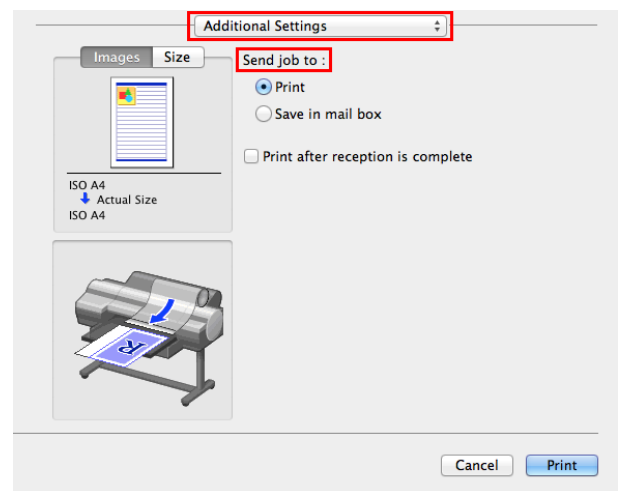 Additional Settings
Images Size
Send job to :
Print
Save in mail box
Print after reception is complete
ISO A4
Actual Size
ISO A4
R
Cancel Print